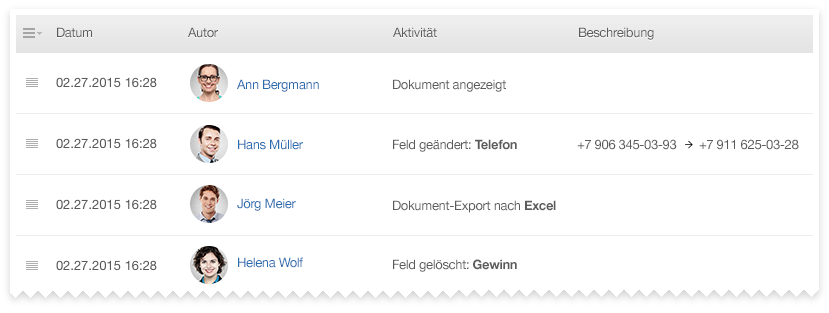 Datum Autor Aktivität Beschreibung
02.27.2015 16:28 Ann Bergmann Dokument angezeigt
02.27.2015 16:28 Hans Müller Feld geändert: Telefon +7 906 345-03-93 → +7 911 625-03-28
02.27.2015 16:28 Jörg Meier Dokument-Export nach Excel
02.27.2015 16:28 Helena Wolf Feld gelöscht: Gewinn